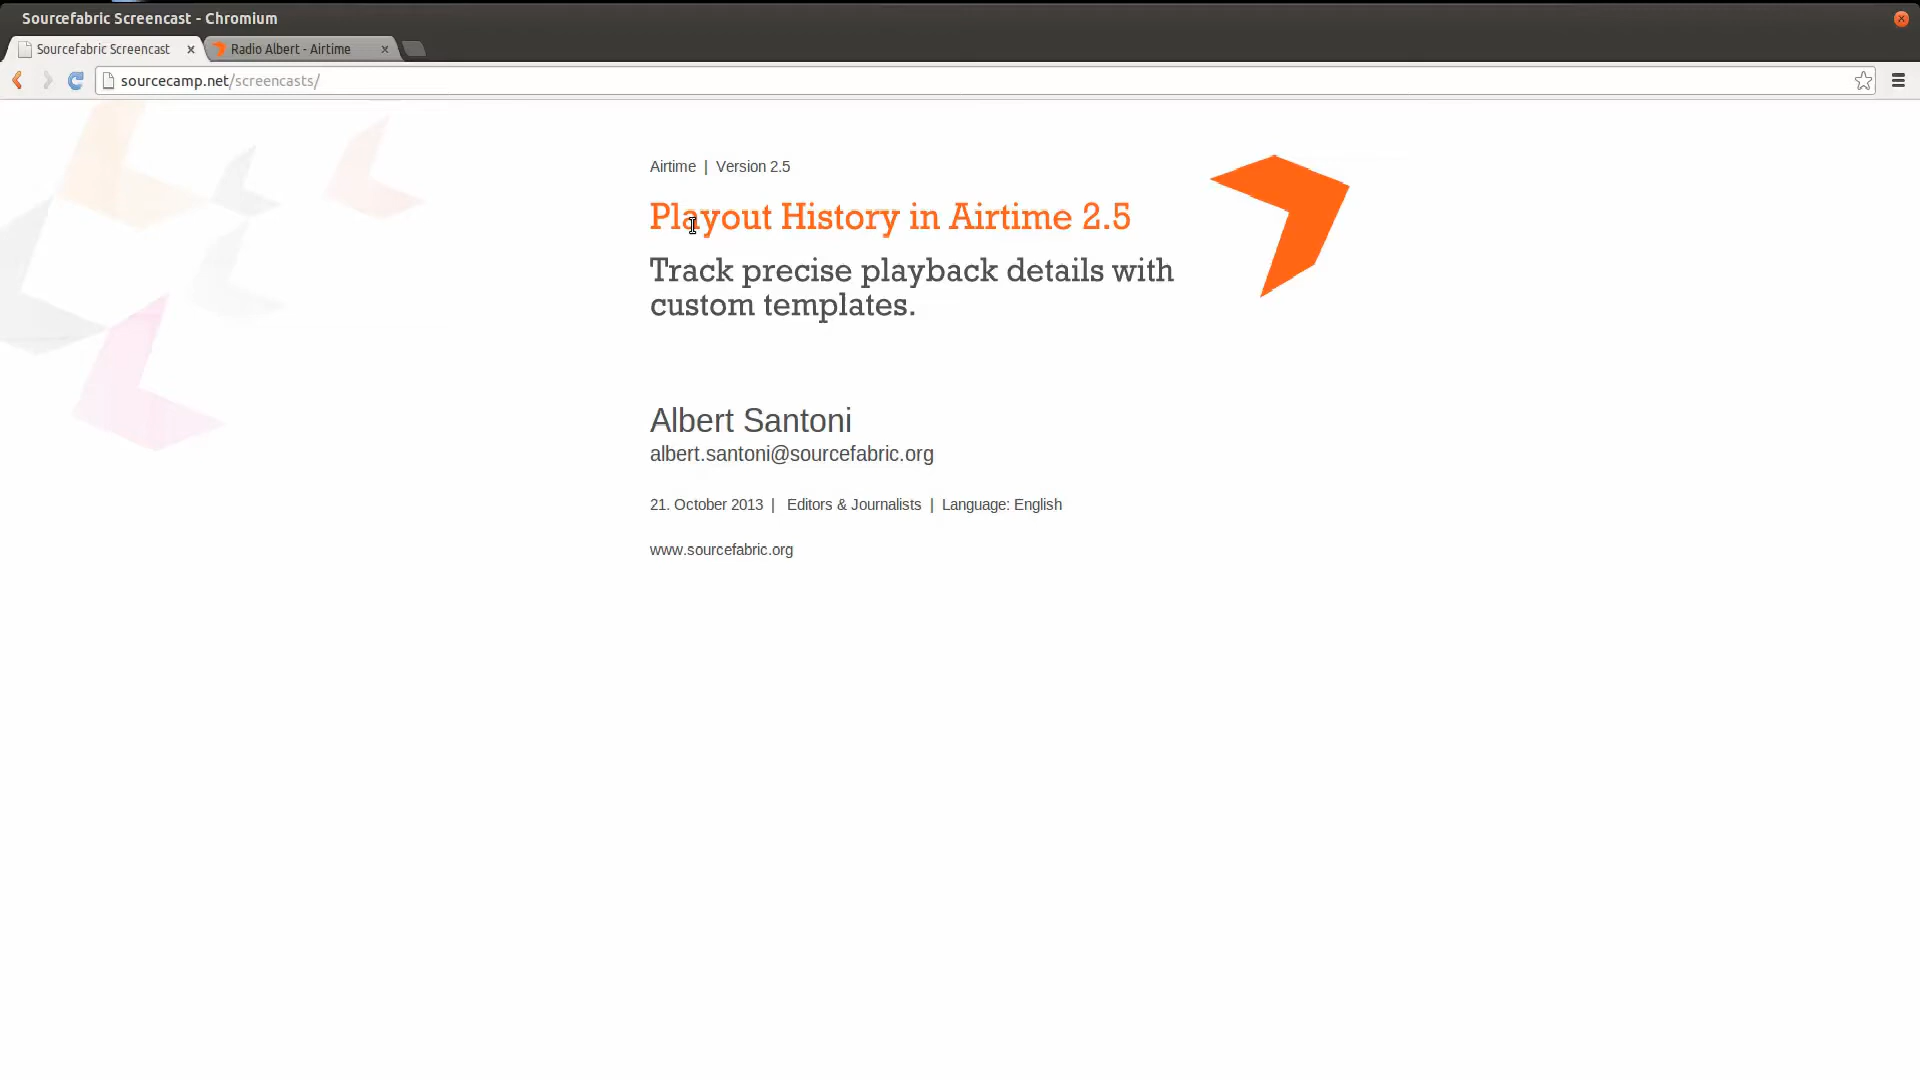 Sourcefabric Screencast - Chromium
Sourcefabric Screencast
Radio Albert - Airtime
sourcecamp.net/screencasts/
Airtime | Version 2.5
Playout History in Airtime 2.5
Track precise playback details with
custom templates.
Albert Santoni
albert.santoni@sourcefabric.org
21. October 2013 | Editors & Journalists | Language: English
www.sourcefabric.org